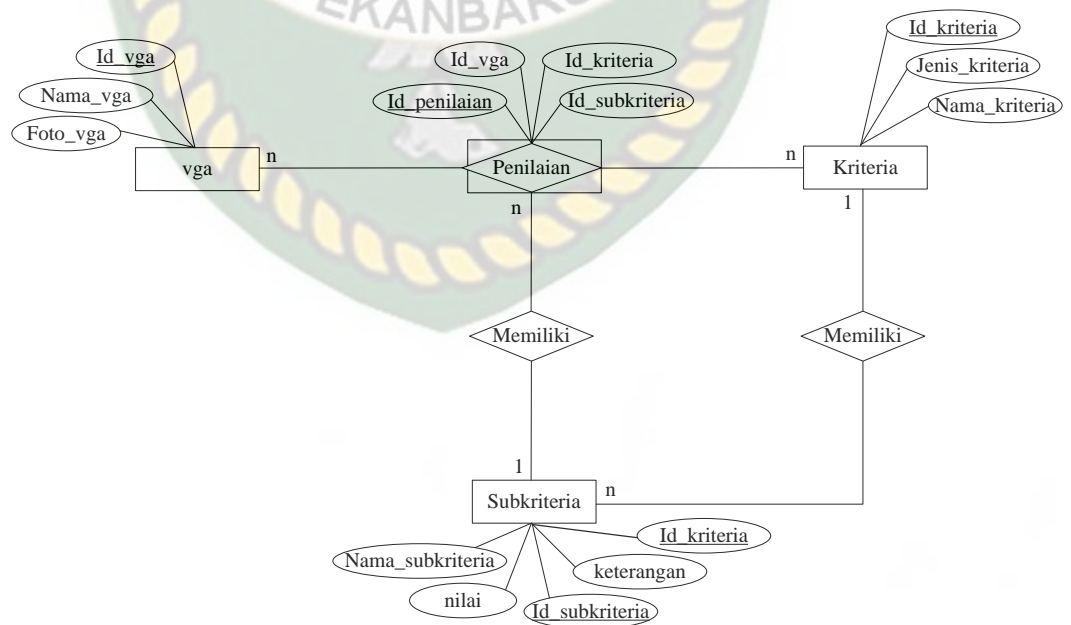 EKANBARU
Id_vga
Nama_vga
Foto_vga
vga
n
Id_vga
Id_kriteria
Id_penilaian
Id_subkriteria
Penilaian
n
Id_kriteria
Jenis_kriteria
Nama_kriteria
n
Kriteria
1
Memiliki
Memiliki
1
Subkriteria
n
Nama_subkriteria
nilai
Id_subkriteria
keterangan
Id_kriteria